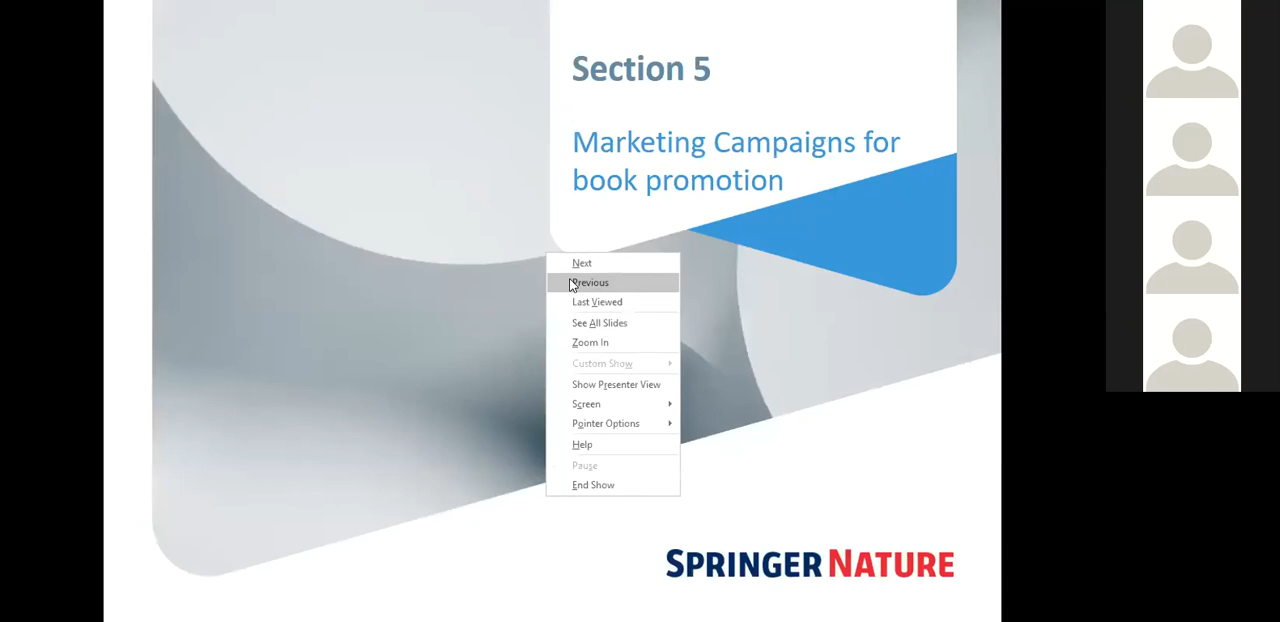 Section 5
Marketing Campaigns for
book promotion
Next
Previous
Last Viewed
See All Slides
Zoom In
Custom Show
Show Presenter View
Screen
Pointer Options
Help
Pause
End Show
SPRINGER NATURE